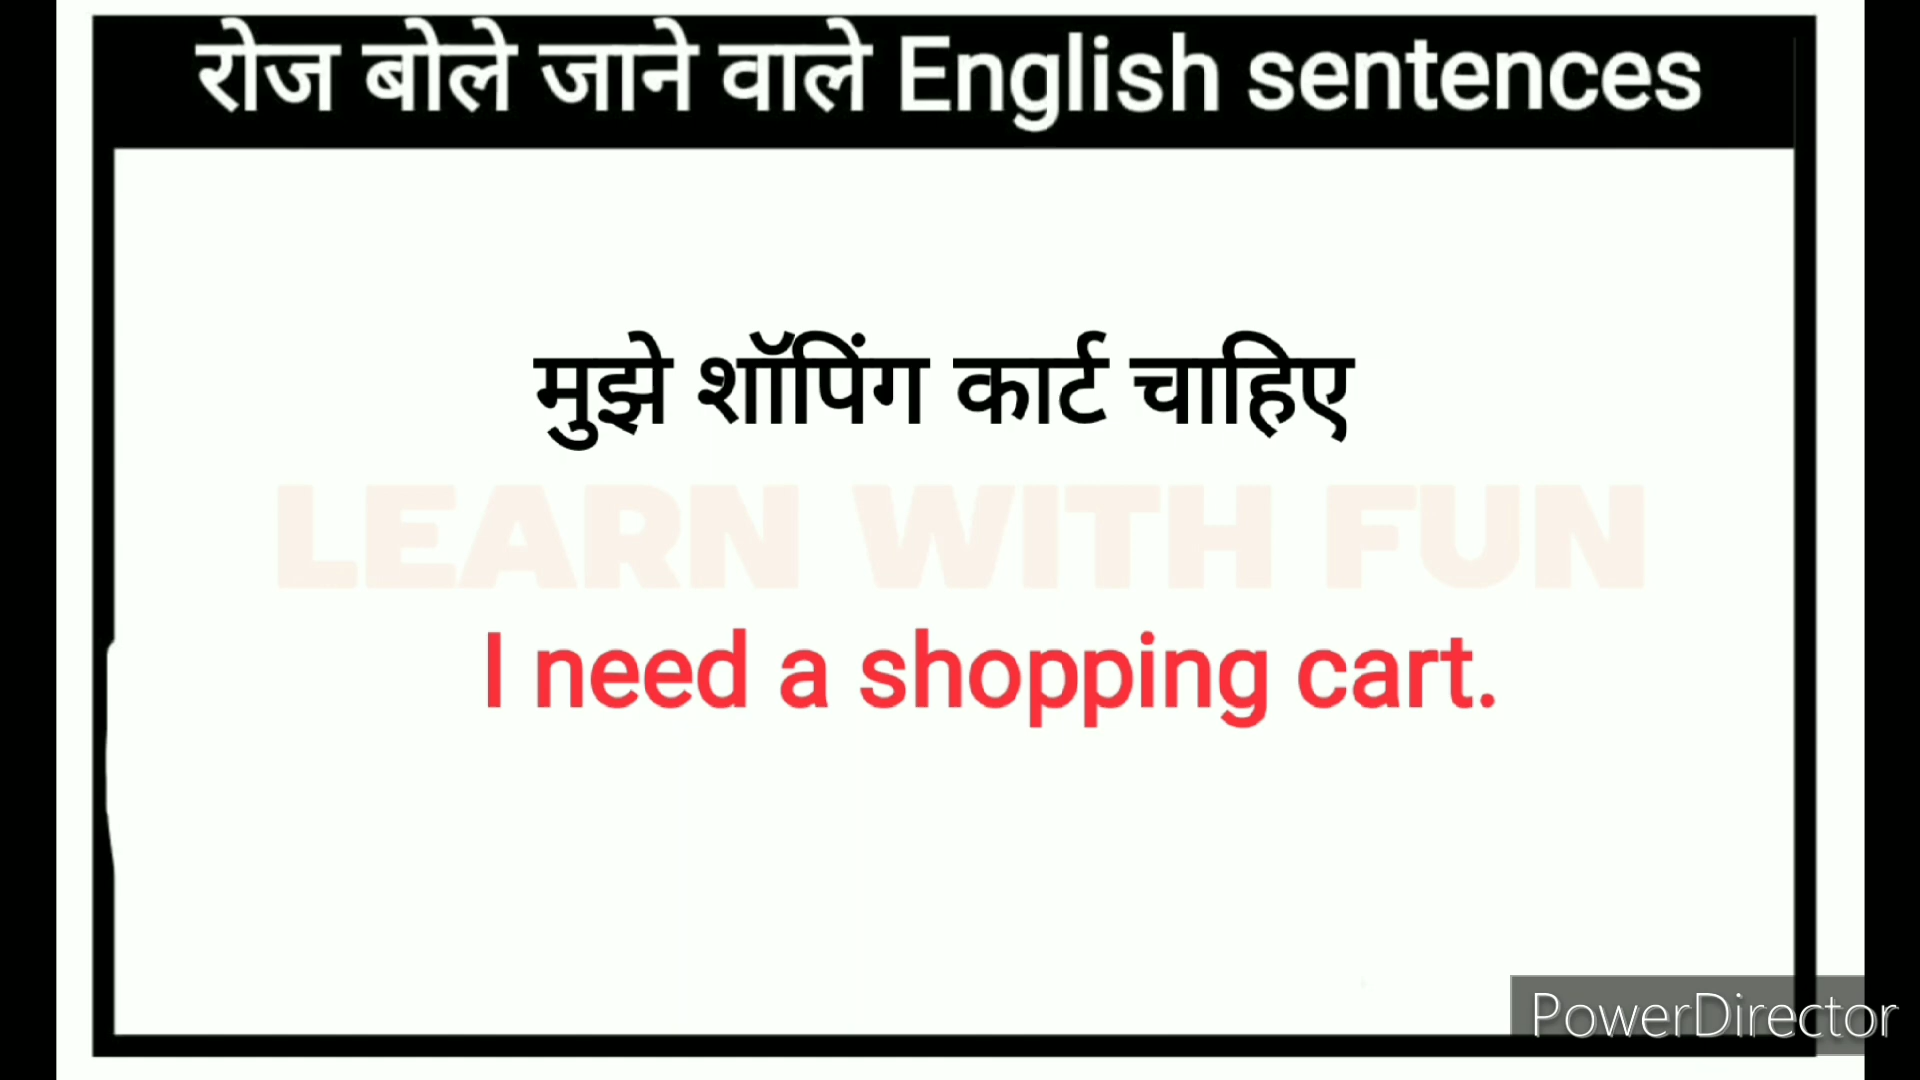 रोज बोले जाने वाले English sentences
मुझे शॉपिंग कार्ट चाहिए
LEARN WITH FUN
I need a shopping cart.
PowerDirector